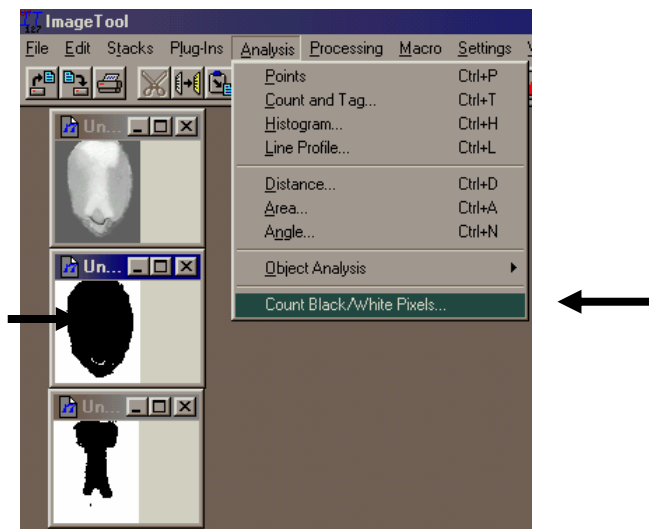 ImageTool
File Edit Stacks Plug-Ins Analysis Processing Macro Settings
Points Ctrl+P
Count and Tag... Ctrl+T
Histogram... Ctrl+H
Line Profile... Ctrl+L
Distance... Ctrl+D
Area... Ctrl+A
Angle... Ctrl+N
Object Analysis
Count Black/White Pixels...
Un...
Un...
Un...